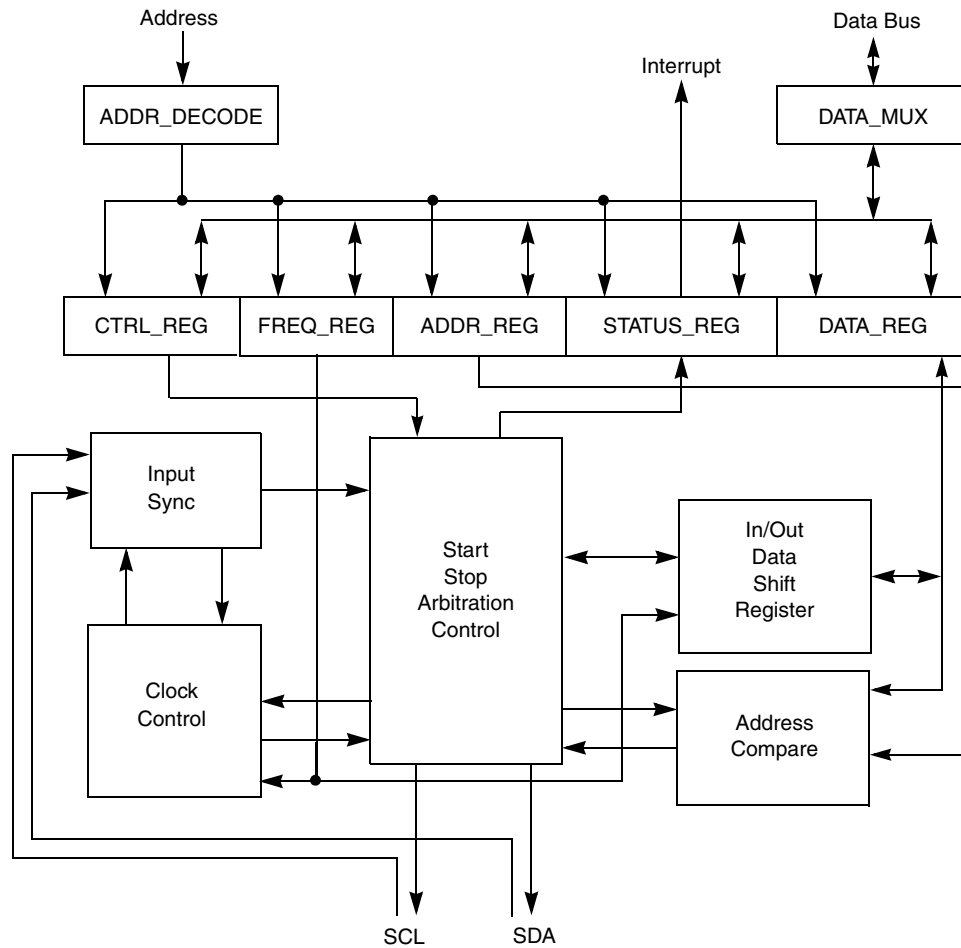 Address
Data Bus
Interrupt
ADDR_DECODE
DATA_MUX
CTRL_REG
FREQ_REG
ADDR_REG
STATUS_REG
DATA_REG
Input
Sync
Start
Stop
Arbitration
Control
In/Out
Data
Shift
Register
Clock
Control
Address
Compare
SCL
SDA